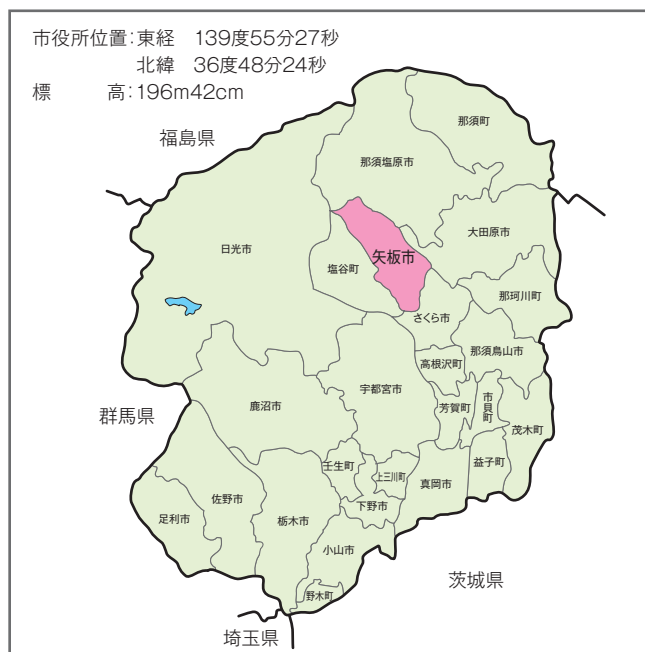 市役所位置:東経 139度55分27秒
北緯 36度48分24秒
標 高:196m42cm
福島県
那須町
那須塩原市
大田原市
日光市
矢板市
塩谷町
那珂川町
さくら市
那須烏山市
高根沢町
宇都宮市
鹿沼市
芳賀町
市貝町
茂木町
群馬県
壬生町
上三川町
真岡市
益子町
佐野市
足利市
栃木市
下野市
小山市
野木町
茨城県
埼玉県